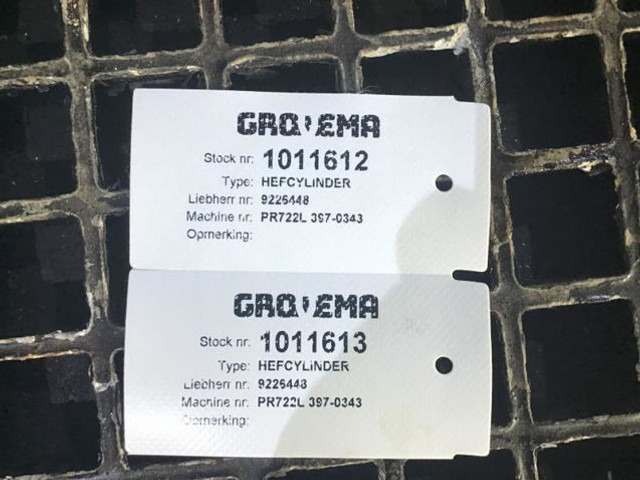 GROVEMA
Stock nr: 1011612
Type: HEFCYLINDER
Liebherr nr: 9226448
Machine nr: PR722L 397-0343
Opmerking:
GROVEMA
Stock nr: 1011613
Type: HEFCYLINDER
Liebherr nr: 9226448
Machine nr: PR722L 397-0343
Opmerking: